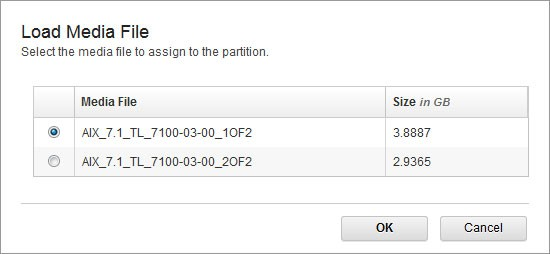 Load Media File
Select the media file to assign to the partition.
Media File Size in GB
AIX_7.1_TL_7100-03-00_1OF2 3.8887
AIX_7.1_TL_7100-03-00_2OF2 2.9365
OK Cancel